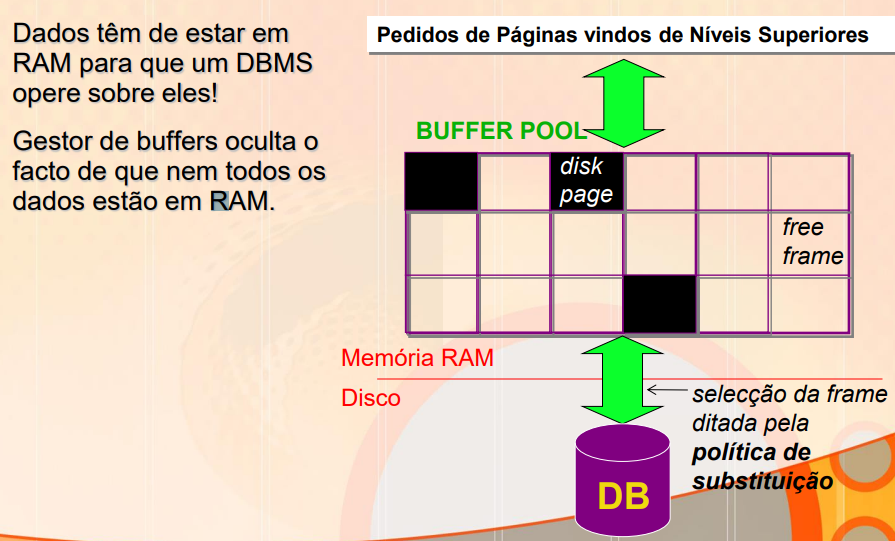 Dados têm de estar em
RAM para que um DBMS
opere sobre eles!
Gestor de buffers oculta o
facto de que nem todos os
dados estão em RAM.
Pedidos de Páginas vindos de Níveis Superiores
BUFFER POOL
disk
page
free
frame
Memória RAM
Disco
selecção da frame
ditada pela
política de
substituição
DB